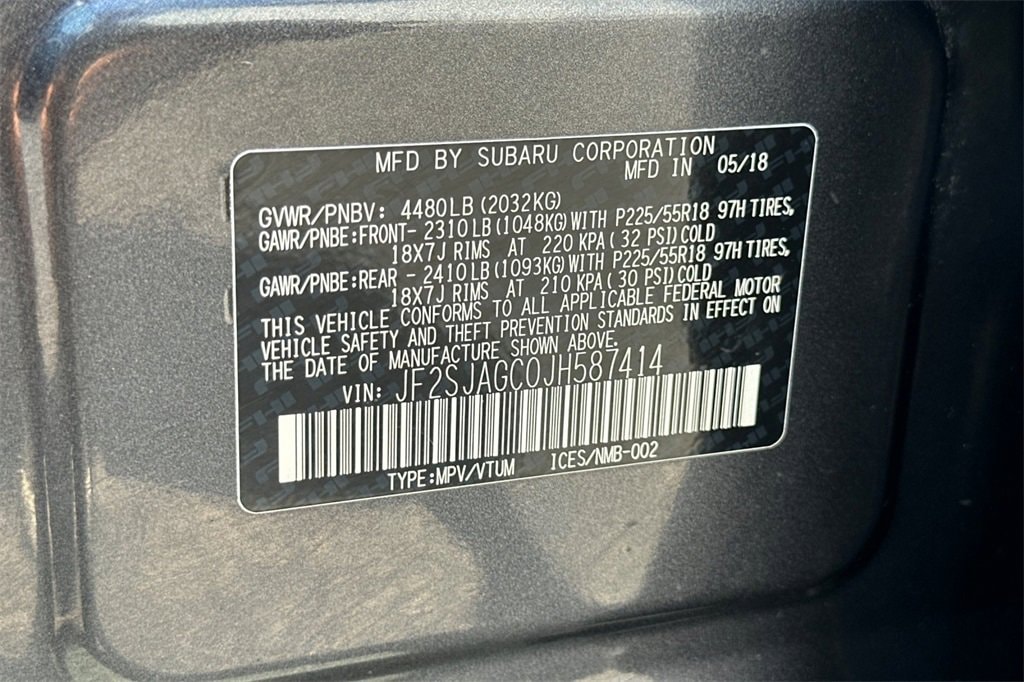 MFD BY SUBARU CORPORATION
MFD IN 05/18
GVWR/PNBV: 4480LB (2032KG)
GAWR/PNBE:FRONT- 2310LB (1048KG)WITH P225/55R18 97H TIRES,
18X7J RIMS AT 220 KPA (32 PSI)COLD
GAWR/PNBE:REAR - 2410LB (1093KG)WITH P225/55R18 97H TIRES,
18X7J RIMS AT 210 KPA (30 PSI)COLD
THIS VEHICLE CONFORMS TO ALL APPLICABLE FEDERAL MOTOR
VEHICLE SAFETY AND THEFT PREVENTION STANDARDS IN EFFECT ON
THE DATE OF MANUFACTURE SHOWN ABOVE.
VIN: JF2SJAGC0JH587414
TYPE:MPV/VTUM ICES/NMB-002